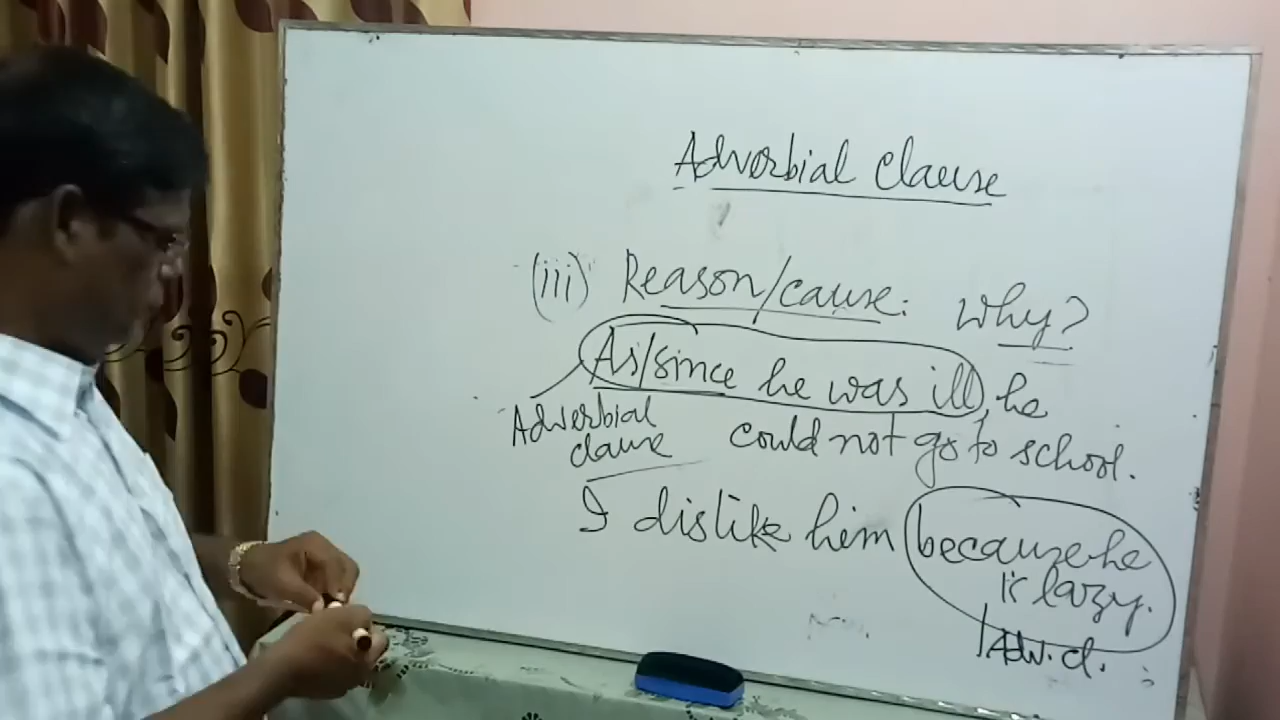 Adverbial clause
(iii) Reason/cause: Why?
As/since he was ill, he
Adverbial
clause
could not go to school.
I dislike him because he
is lazy.
Adv. cl.